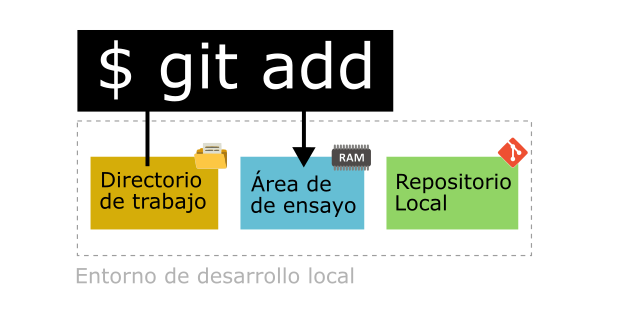 $ git add
RAM
Directorio
de trabajo
Área de
de ensayo
Repositorio
Local
Entorno de desarrollo local